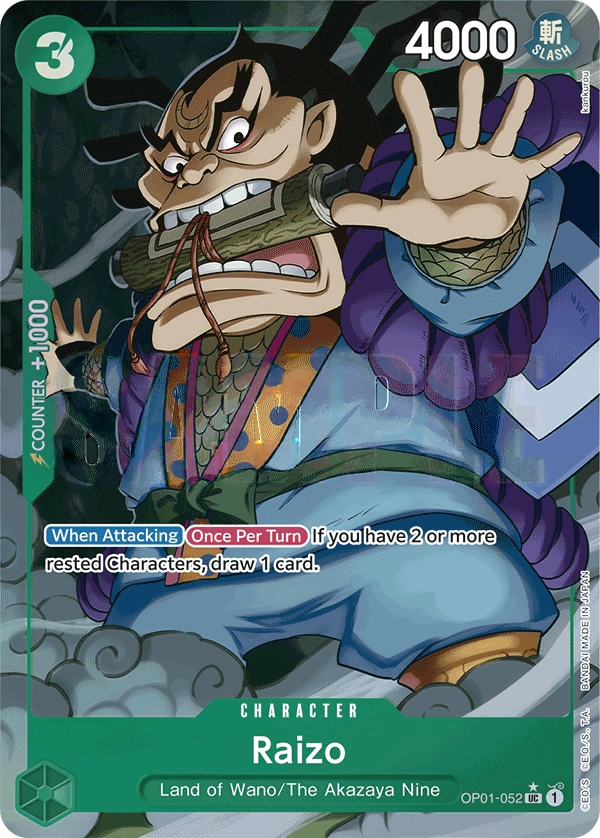 3
4000
斬
SLASH
kankurou
COUNTER +1000
SAMPLE
When Attacking Once Per Turn If you have 2 or more
rested Characters, draw 1 card.
CHARACTER
Raizo
Land of Wano/The Akazaya Nine
OP01-052 UC 1
©E.O/S ©E.O./S., T.A. BANDAI MADE IN JAPAN